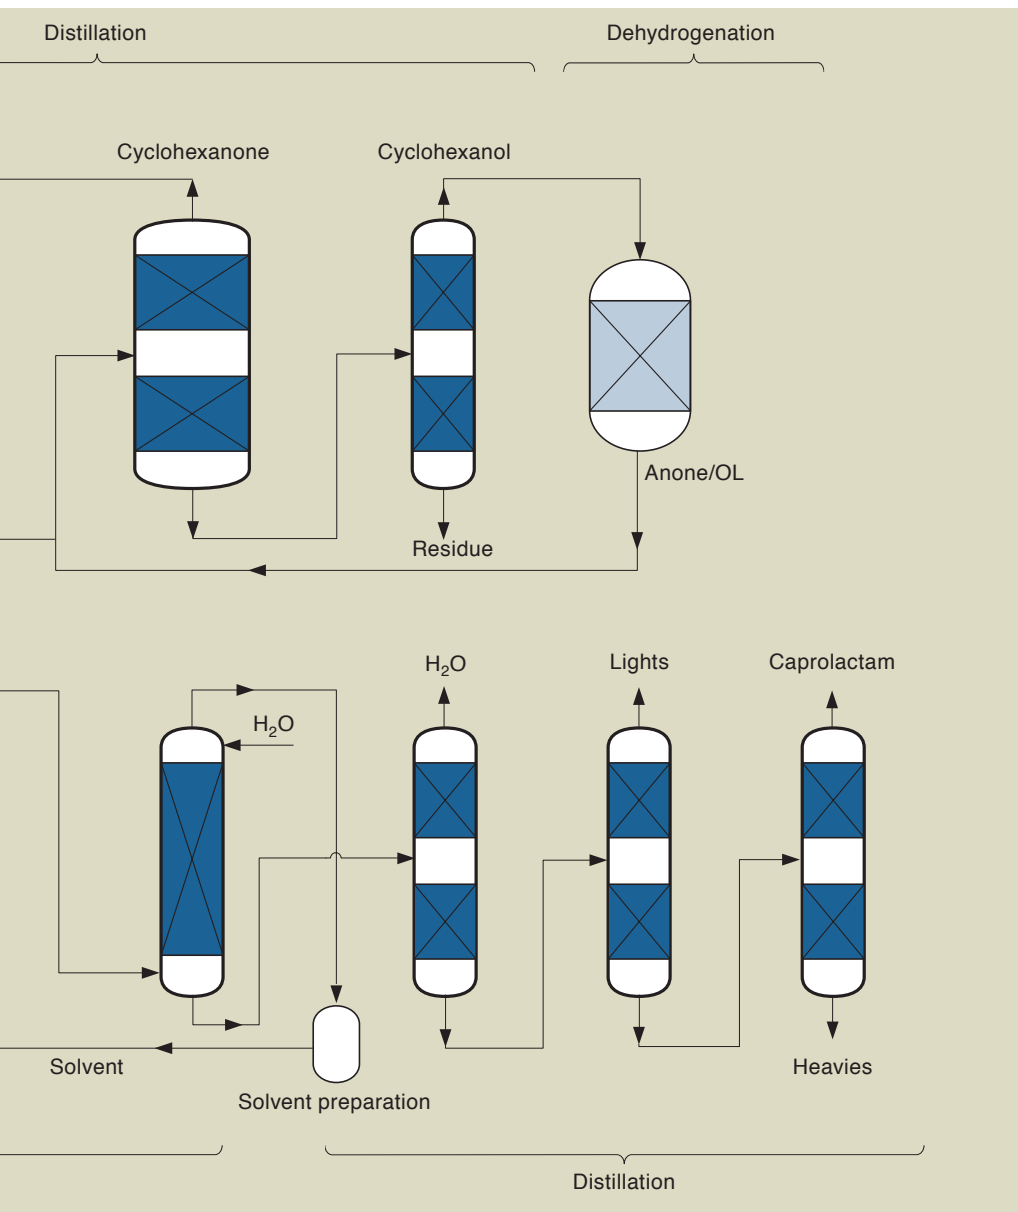 Distillation
Dehydrogenation
Cyclohexanone
Cyclohexanol
Anone/OL
Residue
H₂O
Lights
Caprolactam
H₂O
Solvent
Heavies
Solvent preparation
Distillation